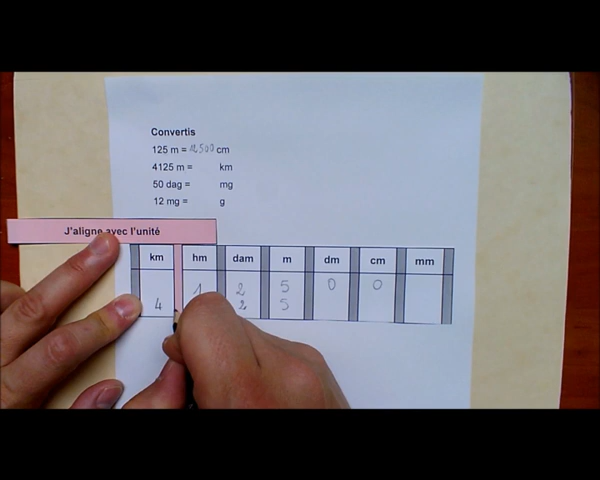 Convertis
125 m = 12500 cm
4125 m = km
50 dag = mg
12 mg = g
J'aligne avec l'unité
km hm dam m dm cm mm
1 2 5 0 0
4 2 5